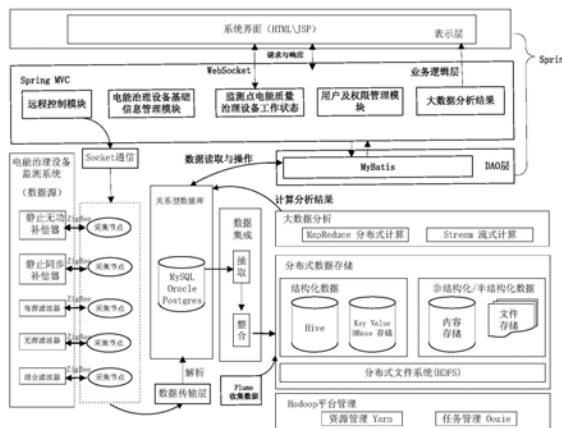 系统界面（HTML\JSP）
表示层
请求与响应
Spring
WebSocket
业务逻辑层
Spring MVC
远程控制模块
电能治理设备基础
信息管理模块
监测点电能质量
治理设备工作状态
用户及权限管理模
块
大数据分析结果
Socket通信
数据读取与操作
MyBatis
DAO层
电能治理设备
监测系统
（数据源）
静止无功
补偿器
ZigBee
采集节点
静止同步
补偿器
ZigBee
采集节点
有源滤波器
ZigBee
采集节点
无源滤波器
ZigBee
采集节点
混合滤波器
ZigBee
采集节点
关系型数据库
MySQL
Oracle
Postgres
解析
数据传输层
数据
集成
抽
取
整
合
Flume
收集数据
计算分析结果
大数据分析
MapReduce 分布式计算
Stream 流式计算
分布式数据存储
结构化数据
Hive
Key Value
HBase 存储
非结构化/半结构化数据
内容
存储
文件
存储
分布式文件系统(HDFS)
Hadoop平台管理
资源管理 Yarn
任务管理 Oozie